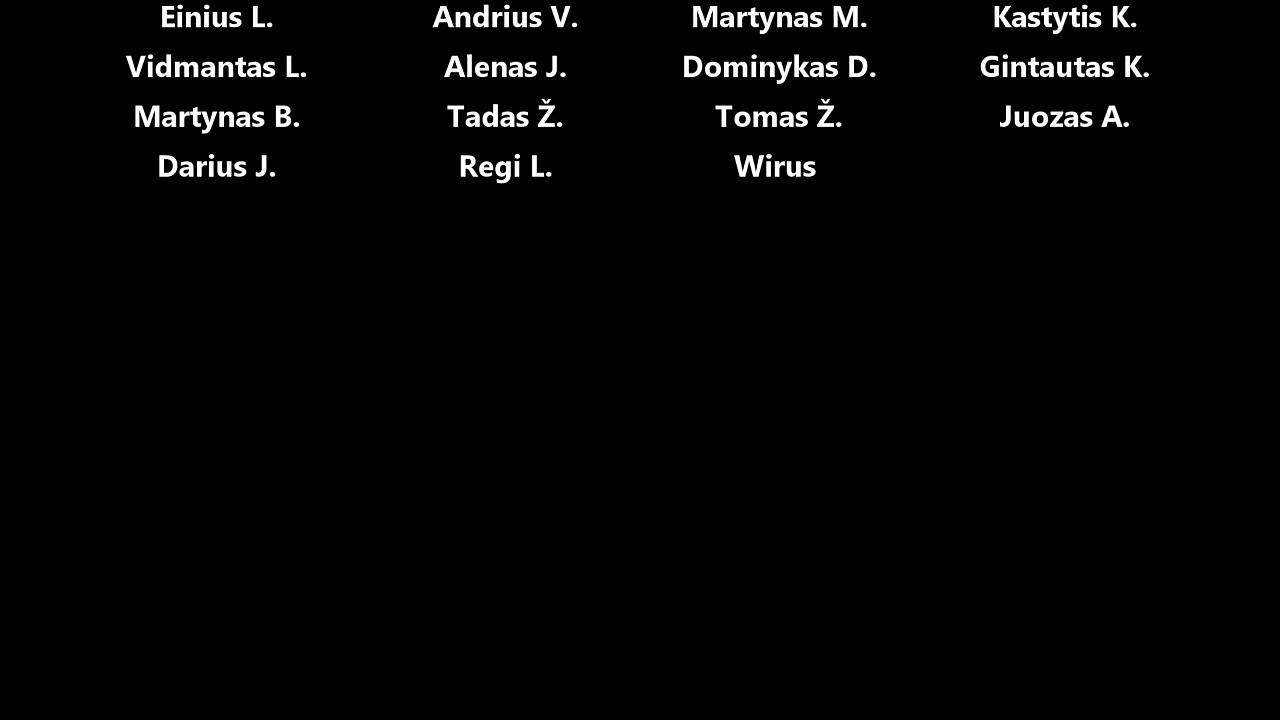 Einius L. Andrius V. Martynas M. Kastytis K.
Vidmantas L. Alenas J. Dominykas D. Gintautas K.
Martynas B. Tadas Ž. Tomas Ž. Juozas A.
Darius J. Regi L. Wirus